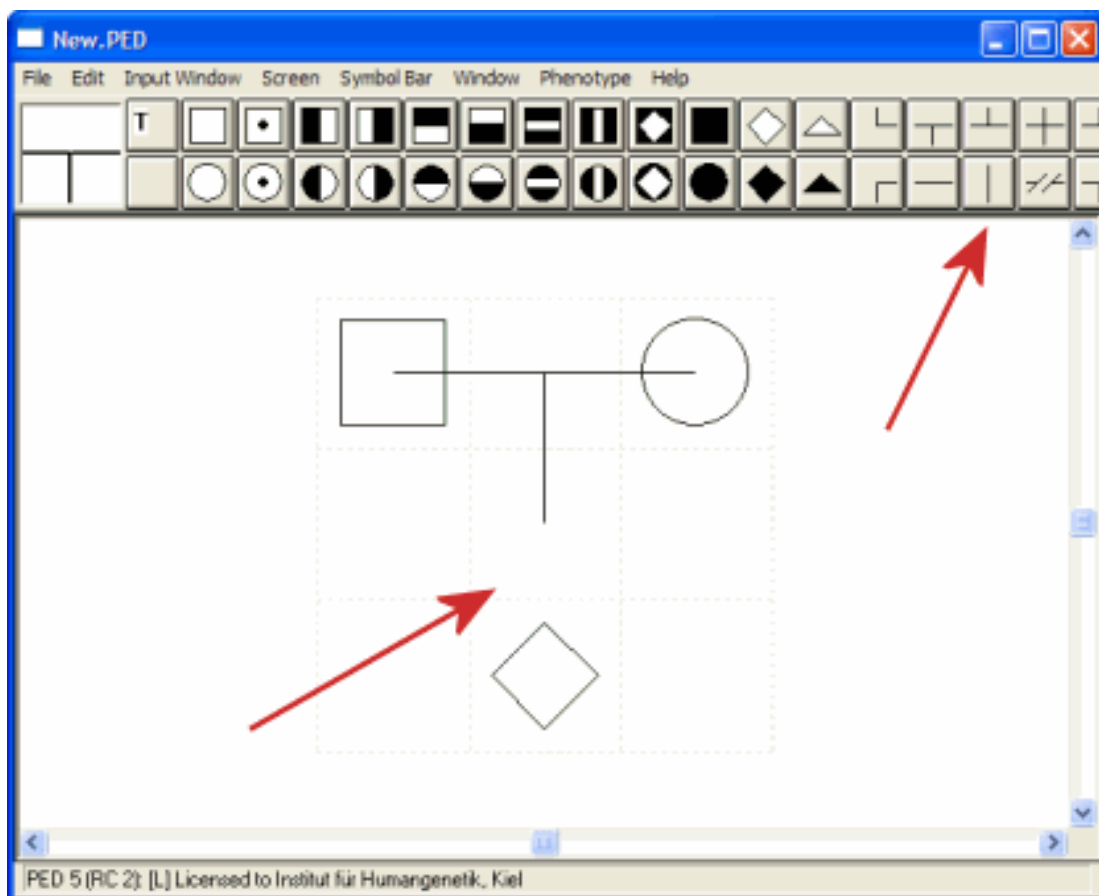 New.PED
File Edit Input Window Screen Symbol Bar Window Phenotype Help
T
PED 5 (RC 2): [L] Licensed to Institut für Humangenetik, Kiel